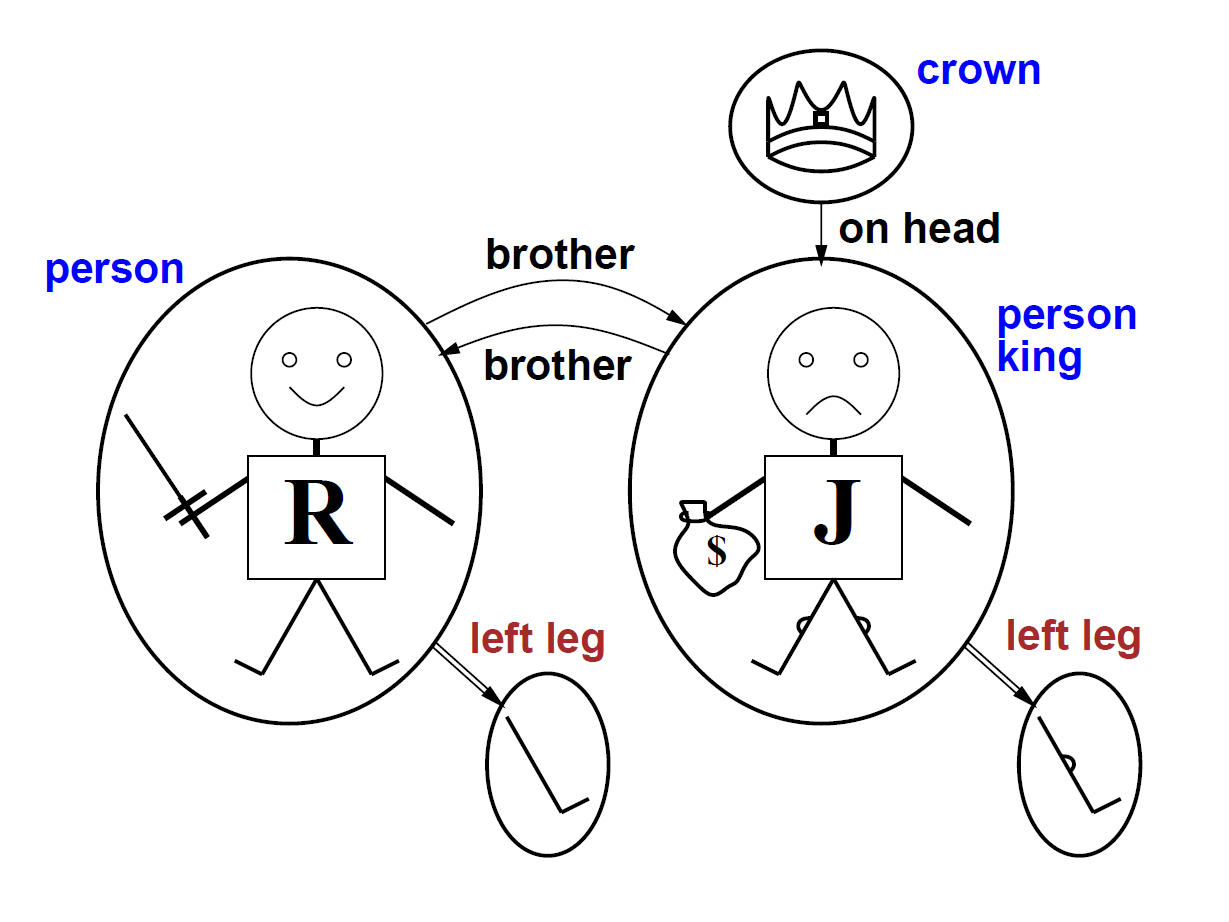 crown
on head
person
brother
person
king
brother
R
J
$
left leg
left leg